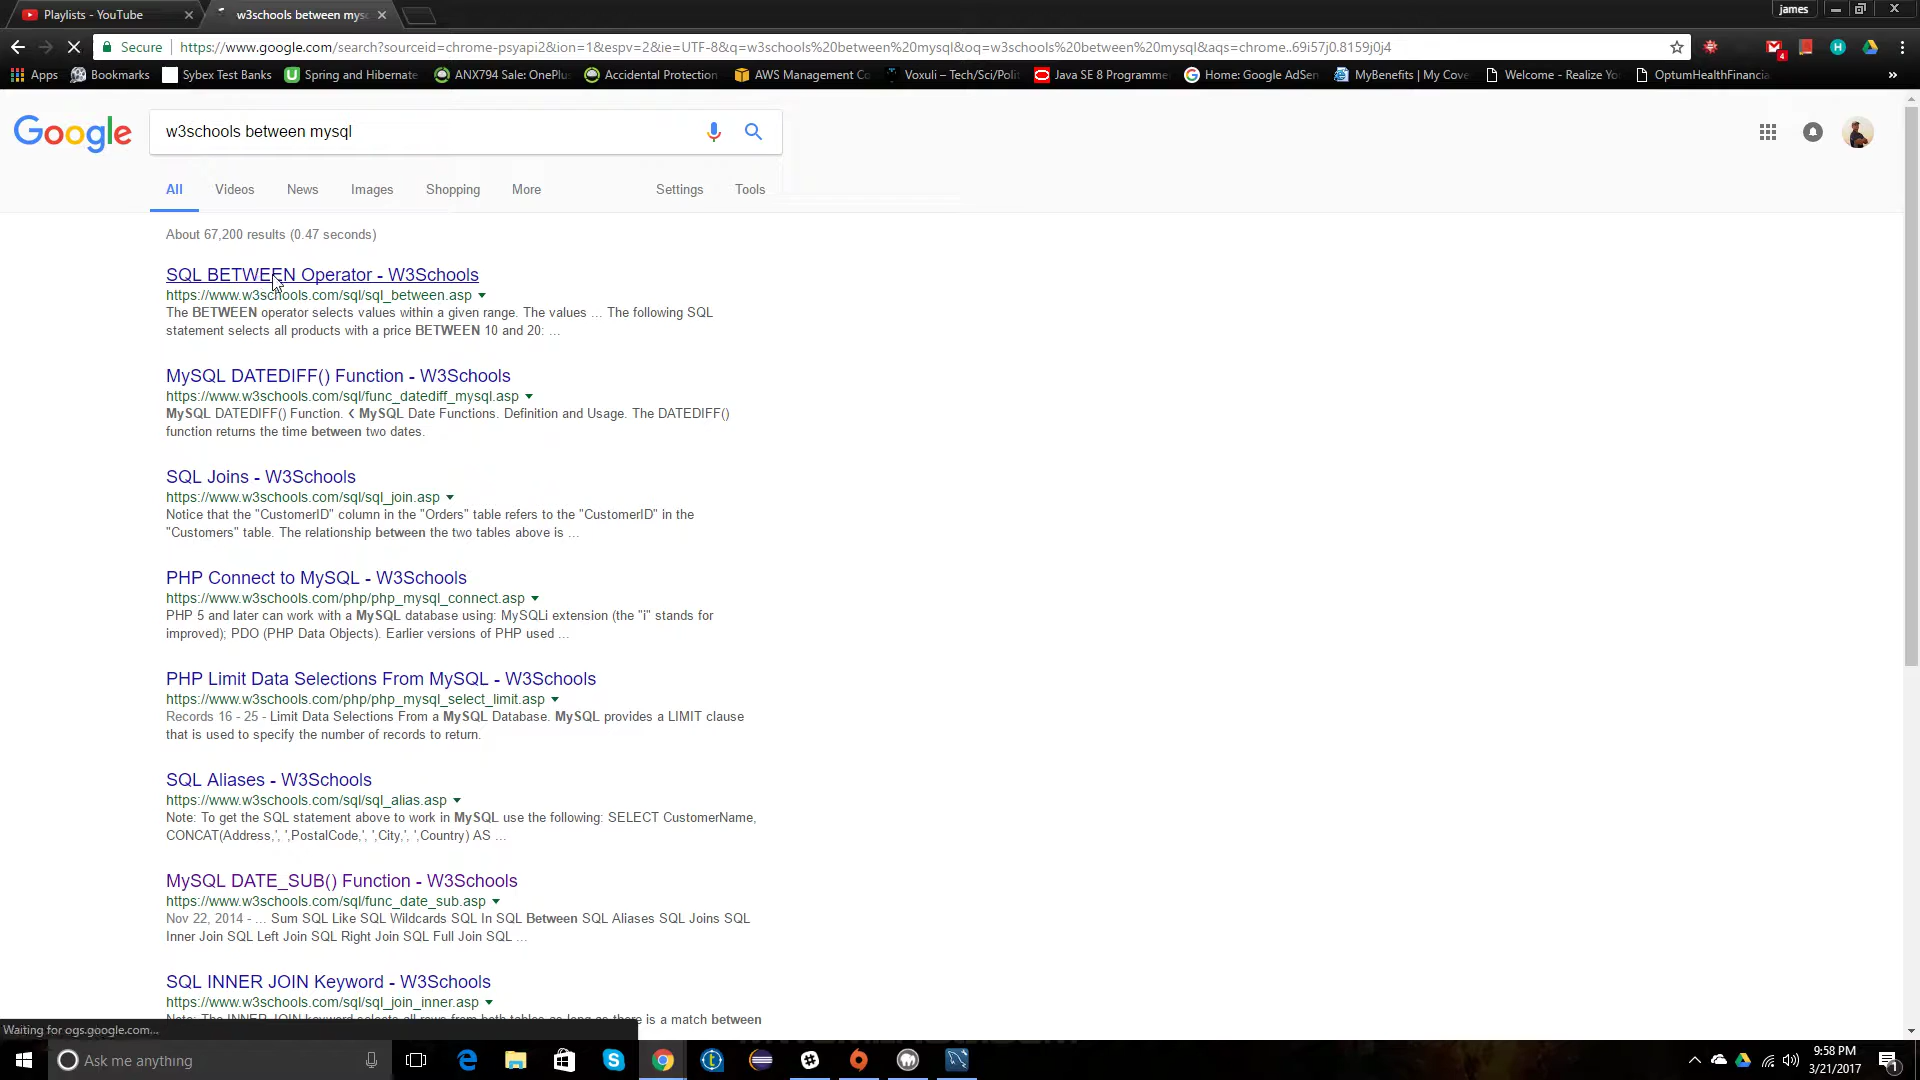 Playlists - YouTube
w3schools between mys
james
Secure
https://www.google.com/search?sourceid=chrome-psyapi2&ion=1&espv=2&ie=UTF-8&q=w3schools%20between%20mysql&oq=w3schools%20between%20mysql&aqs=chrome..69i57j0.8159j0j4
4
Apps
Bookmarks
Sybex Test Banks
Spring and Hibernate
ANX794 Sale: OnePlu
Accidental Protection
AWS Management Co
Voxuli – Tech/Sci/Polit
Java SE 8 Programme
Home: Google AdSen
MyBenefits | My Cove
Welcome - Realize Yo
OptumHealthFinancia
»
Google
w3schools between mysql
All
Videos
News
Images
Shopping
More
Settings
Tools
About 67,200 results (0.47 seconds)
SQL BETWEEN Operator - W3Schools
https://www.w3schools.com/sql/sql_between.asp
The BETWEEN operator selects values within a given range. The values ... The following SQL
statement selects all products with a price BETWEEN 10 and 20: ...
MySQL DATEDIFF() Function - W3Schools
https://www.w3schools.com/sql/func_datediff_mysql.asp
MySQL DATEDIFF() Function. ❮ MySQL Date Functions. Definition and Usage. The DATEDIFF()
function returns the time between two dates.
SQL Joins - W3Schools
https://www.w3schools.com/sql/sql_join.asp
Notice that the "CustomerID" column in the "Orders" table refers to the "CustomerID" in the
"Customers" table. The relationship between the two tables above is ...
PHP Connect to MySQL - W3Schools
https://www.w3schools.com/php/php_mysql_connect.asp
PHP 5 and later can work with a MySQL database using: MySQLi extension (the "i" stands for
improved); PDO (PHP Data Objects). Earlier versions of PHP used ...
PHP Limit Data Selections From MySQL - W3Schools
https://www.w3schools.com/php/php_mysql_select_limit.asp
Records 16 - 25 - Limit Data Selections From a MySQL Database. MySQL provides a LIMIT clause
that is used to specify the number of records to return.
SQL Aliases - W3Schools
https://www.w3schools.com/sql/sql_alias.asp
Note: To get the SQL statement above to work in MySQL use the following: SELECT CustomerName,
CONCAT(Address,', ',PostalCode,', ',City,', ',Country) AS ...
MySQL DATE_SUB() Function - W3Schools
https://www.w3schools.com/sql/func_date_sub.asp
Nov 22, 2014 - ... Sum SQL Like SQL Wildcards SQL In SQL Between SQL Aliases SQL Joins SQL
Inner Join SQL Left Join SQL Right Join SQL Full Join SQL ...
SQL INNER JOIN Keyword - W3Schools
https://www.w3schools.com/sql/sql_join_inner.asp
there is a match between
Waiting for ogs.google.com...
Ask me anything
9:58 PM
3/21/2017
1